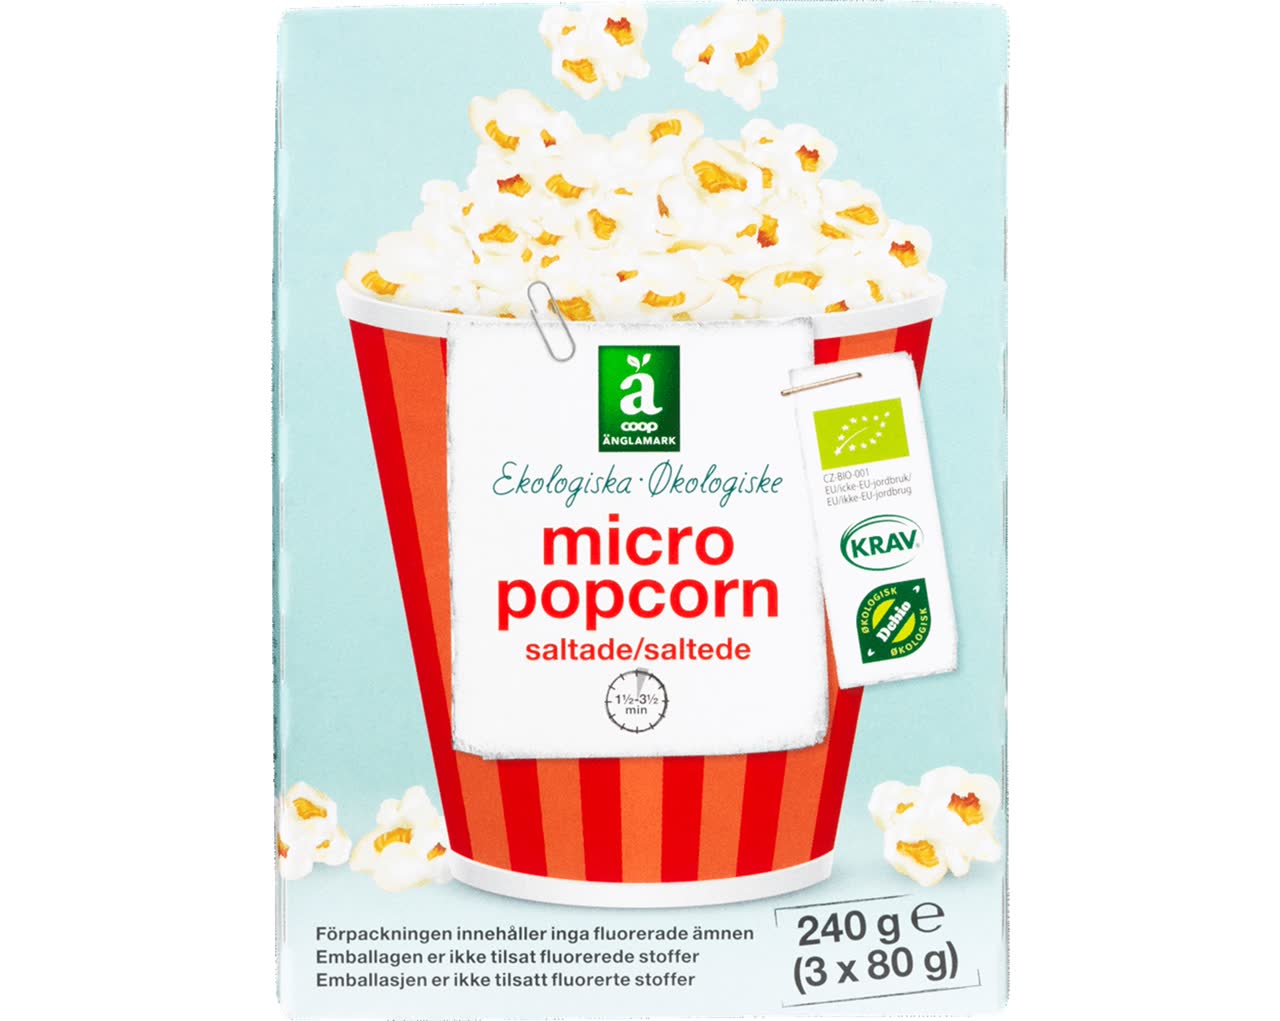 å
coop
ÄNGLAMARK
Ekologiska · Økologiske
micro
popcorn
saltade/saltede
1½-3½
min
CZ-BIO-001
EU/icke-EU-jordbruk/
EU/ikke-EU-jordbrug
KRAV®
ØKOLOGISK
Debio
ØKOLOGISK
Förpackningen innehåller inga fluorerade ämnen
Emballagen er ikke tilsat fluorerede stoffer
Emballasjen er ikke tilsatt fluorerte stoffer
240 g ℮
(3 x 80 g)